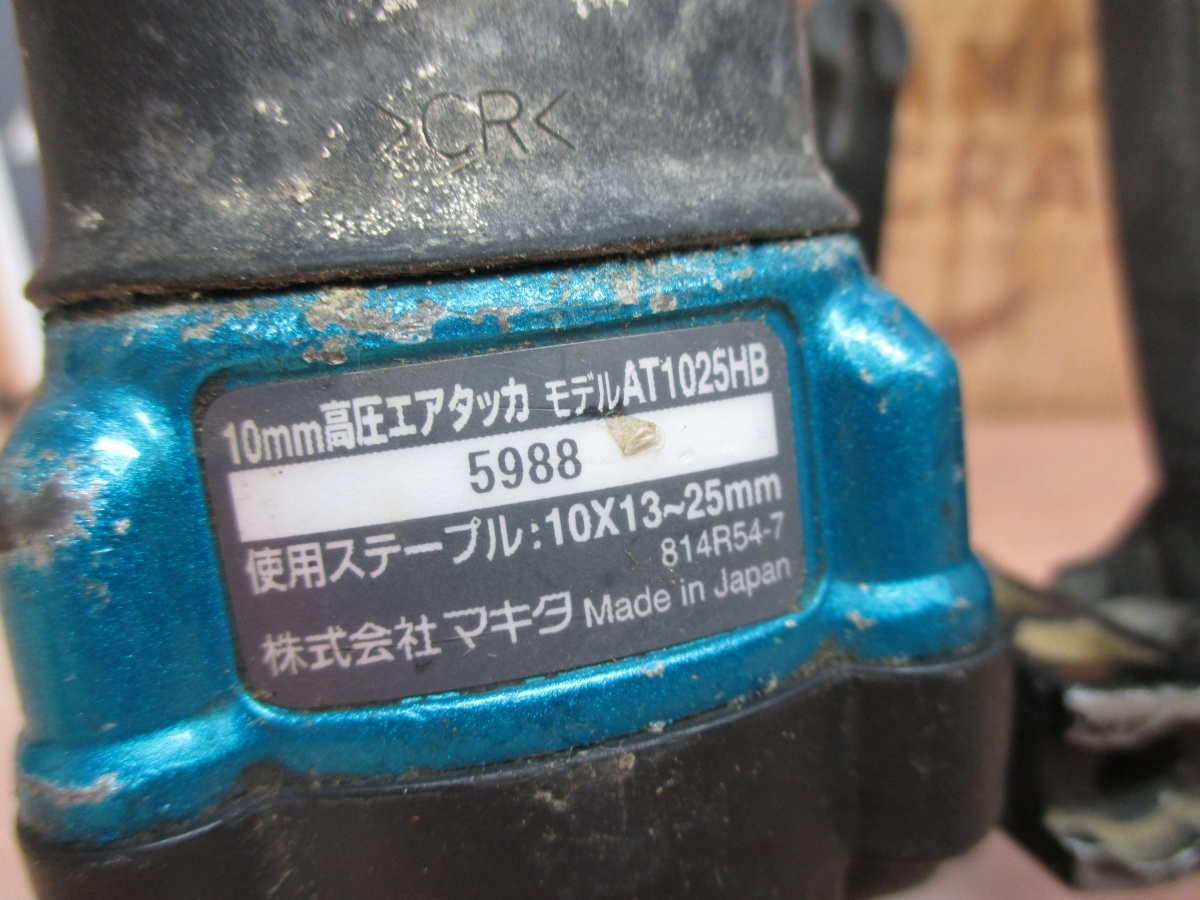 >CR<
10mm高圧エアタッカ モデルAT1025HB
5988
使用ステープル:10X13~25mm
814R54-7
株式会社マキタ Made in Japan